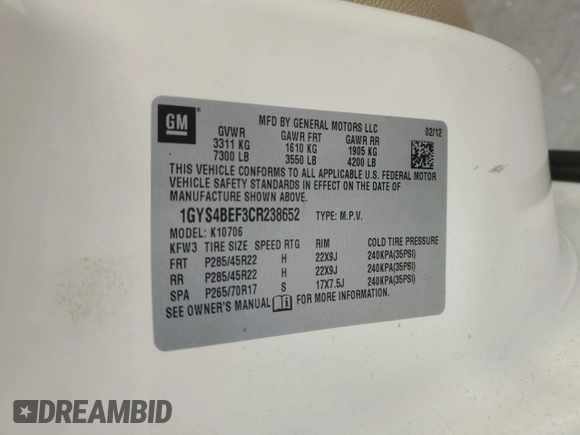 GM
MFD BY GENERAL MOTORS LLC
02/12
GVWR GAWR FRT GAWR RR
3311 KG 1610 KG 1905 KG
7300 LB 3550 LB 4200 LB
THIS VEHICLE CONFORMS TO ALL APPLICABLE U.S. FEDERAL MOTOR
VEHICLE SAFETY STANDARDS IN EFFECT ON THE DATE OF
MANUFACTURE SHOWN ABOVE.
1GYS4BEF3CR238652 TYPE: M.P.V.
MODEL: K10706
KFW3 TIRE SIZE SPEED RTG RIM COLD TIRE PRESSURE
FRT P285/45R22 H 22X9J 240KPA(35PSI)
RR P285/45R22 H 22X9J 240KPA(35PSI)
SPA P265/70R17 S 17X7.5J 240KPA(35PSI)
SEE OWNER'S MANUAL FOR MORE INFORMATION.
DREAMBID